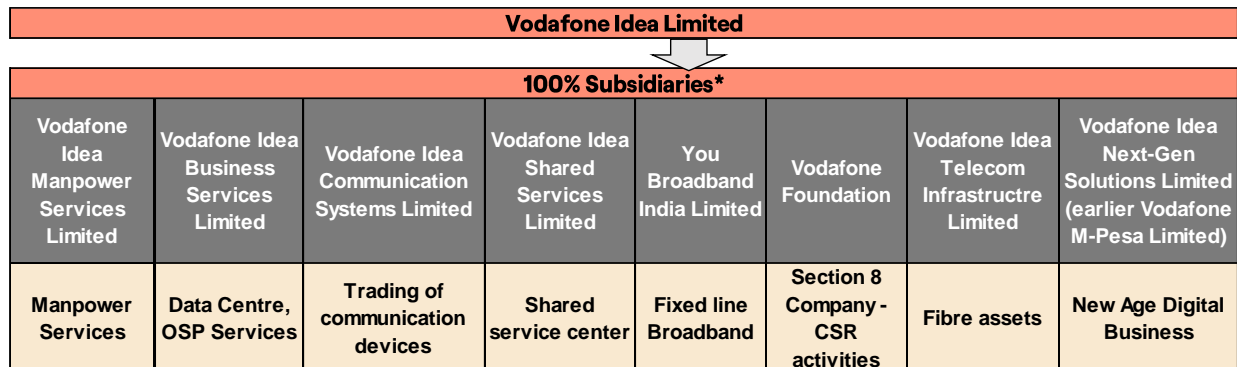 Vodafone Idea Limited
100% Subsidiaries*
Vodafone
Idea
Manpower
Services
Limited
Vodafone Idea
Business
Services
Limited
Vodafone Idea
Communication
Systems Limited
Vodafone Idea
Shared
Services
Limited
You
Broadband
India Limited
Vodafone
Foundation
Vodafone Idea
Telecom
Infrastructre
Limited
Vodafone Idea
Next-Gen
Solutions Limited
(earlier Vodafone
M-Pesa Limited)
Manpower
Services
Data Centre,
OSP Services
Trading of
communication
devices
Shared
service center
Fixed line
Broadband
Section 8
Company -
CSR
activities
Fibre assets
New Age Digital
Business